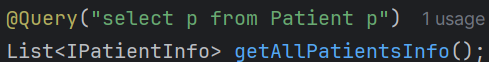 @Query("select p from Patient p") 1 usage
List<IPatientInfo> getAllPatientsInfo();